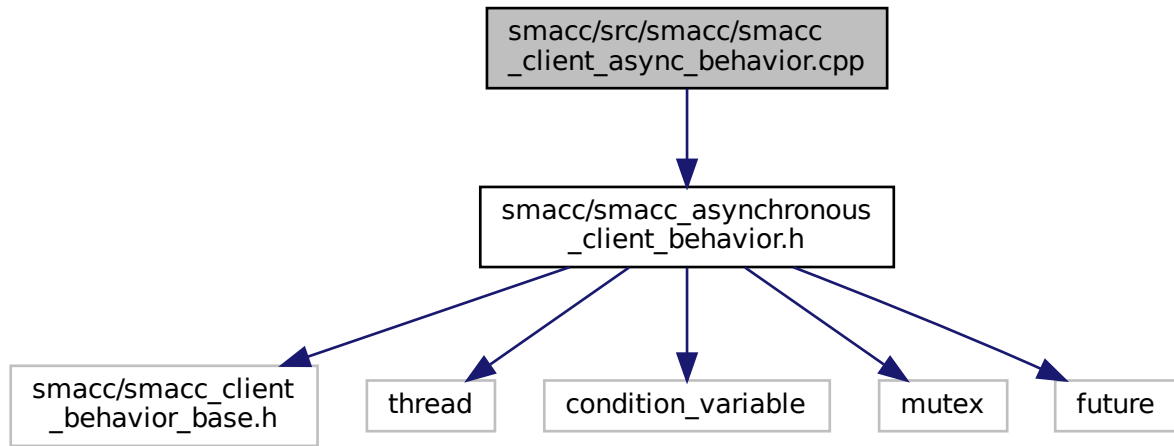 smacc/src/smacc/smacc
_client_async_behavior.cpp
smacc/smacc_asynchronous
_client_behavior.h
smacc/smacc_client
_behavior_base.h
thread
condition_variable
mutex
future